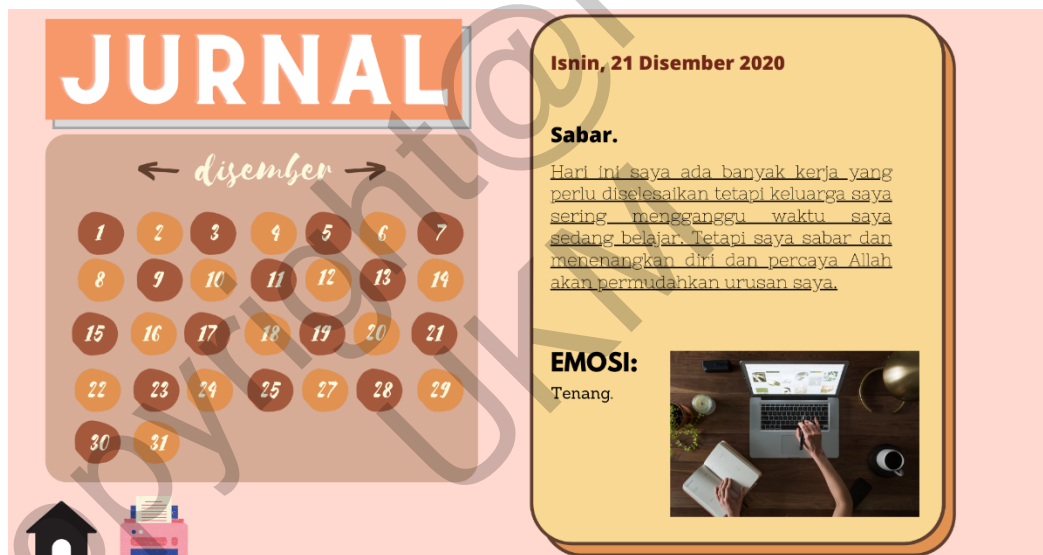 JURNAL
disember
1 2 3 4 5 6 7
8 9 10 11 12 13 14
15 16 17 18 19 20 21
22 23 24 25 27 28 29
30 31
Isnin, 21 Disember 2020
Sabar.
Hari ini saya ada banyak kerja yang
perlu diselesaikan tetapi keluarga saya
sering mengganggu waktu saya
sedang belajar. Tetapi saya sabar dan
menenangkan diri dan percaya Allah
akan permudahkan urusan saya.
EMOSI:
Tenang.
opyright@
UKM